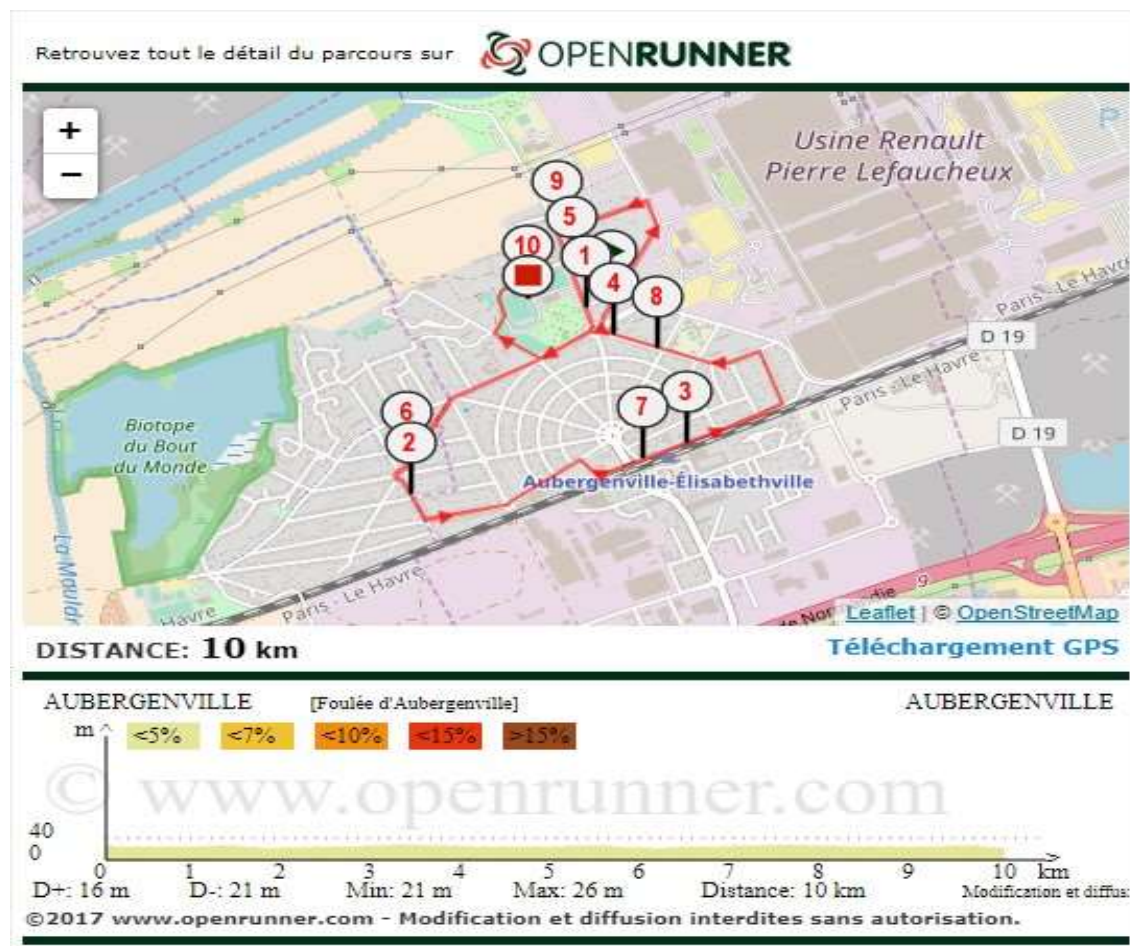 Retrouvez tout le détail du parcours sur OPENRUNNER
+
−
Usine Renault
Pierre Lefaucheux
P
9
5
10
1
4
8
D 19
Paris - Le Havre
Paris - Le Havre
Biotope
du Bout
du Monde
6
2
7
3
D 19
Aubergenville-Élisabethville
La Mauldr
Paris - Le Havre
Havre
9
Leaflet | © OpenStreetMap
DISTANCE: 10 km
Téléchargement GPS
AUBERGENVILLE [Foulée d'Aubergenville] AUBERGENVILLE
m <5% <7% <10% <15% >15%
© www.openrunner.com
40
0
0 1 2 3 4 5 6 7 8 9 10 km
D+: 16 m D-: 21 m Min: 21 m Max: 26 m Distance: 10 km Modification et diffus
©2017 www.openrunner.com - Modification et diffusion interdites sans autorisation.